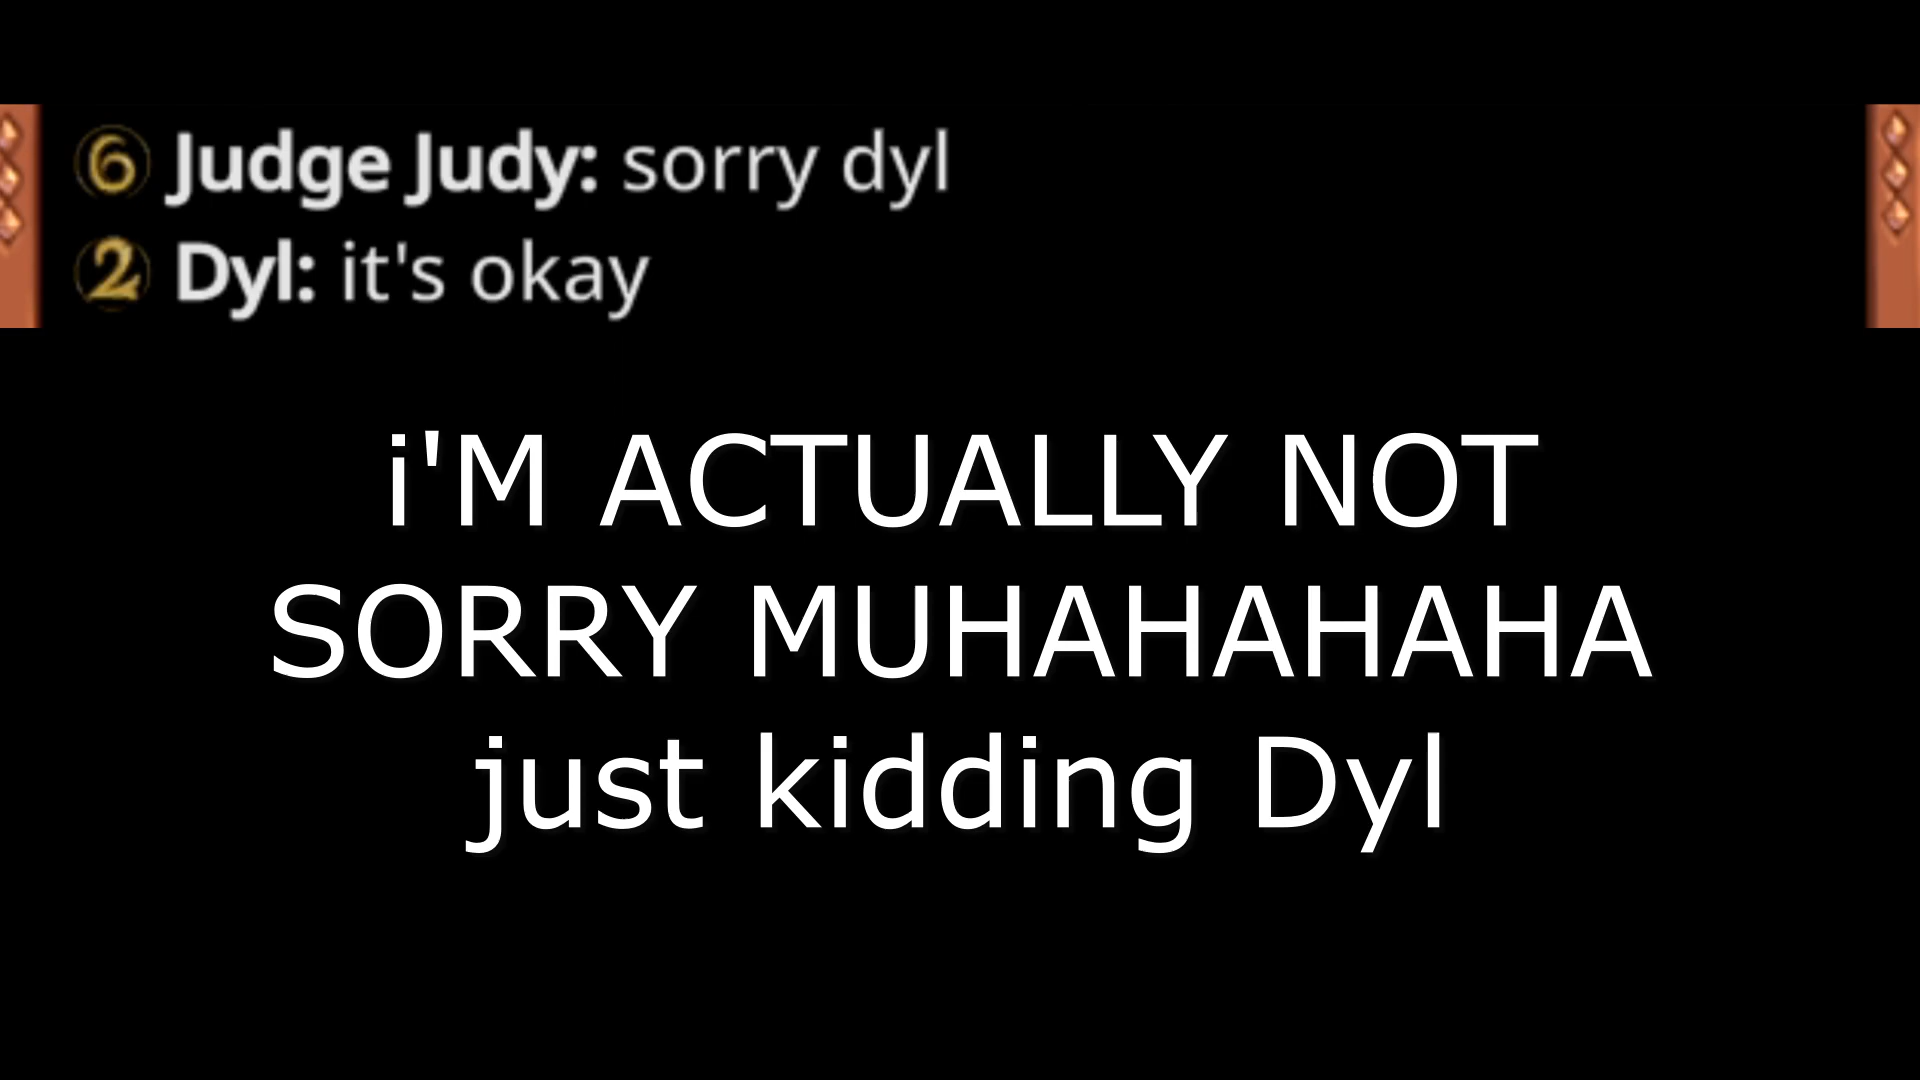 6 Judge Judy: sorry dyl
2 Dyl: it's okay
i'M ACTUALLY NOT
SORRY MUHAHAHAHA
just kidding Dyl